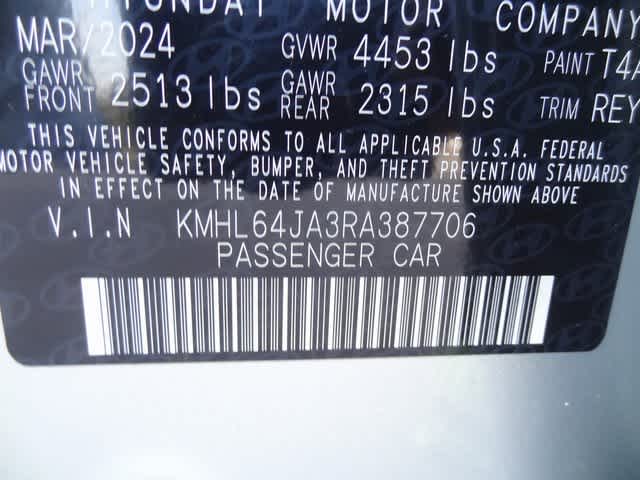 HYUNDAI MOTOR COMPANY
MAR/2024 GVWR 4453 lbs PAINT T4A
GAWR FRONT 2513 lbs GAWR REAR 2315 lbs TRIM REY
THIS VEHICLE CONFORMS TO ALL APPLICABLE U.S.A. FEDERAL
MOTOR VEHICLE SAFETY, BUMPER, AND THEFT PREVENTION STANDARDS
IN EFFECT ON THE DATE OF MANUFACTURE SHOWN ABOVE
V.I.N KMHL64JA3RA387706
PASSENGER CAR